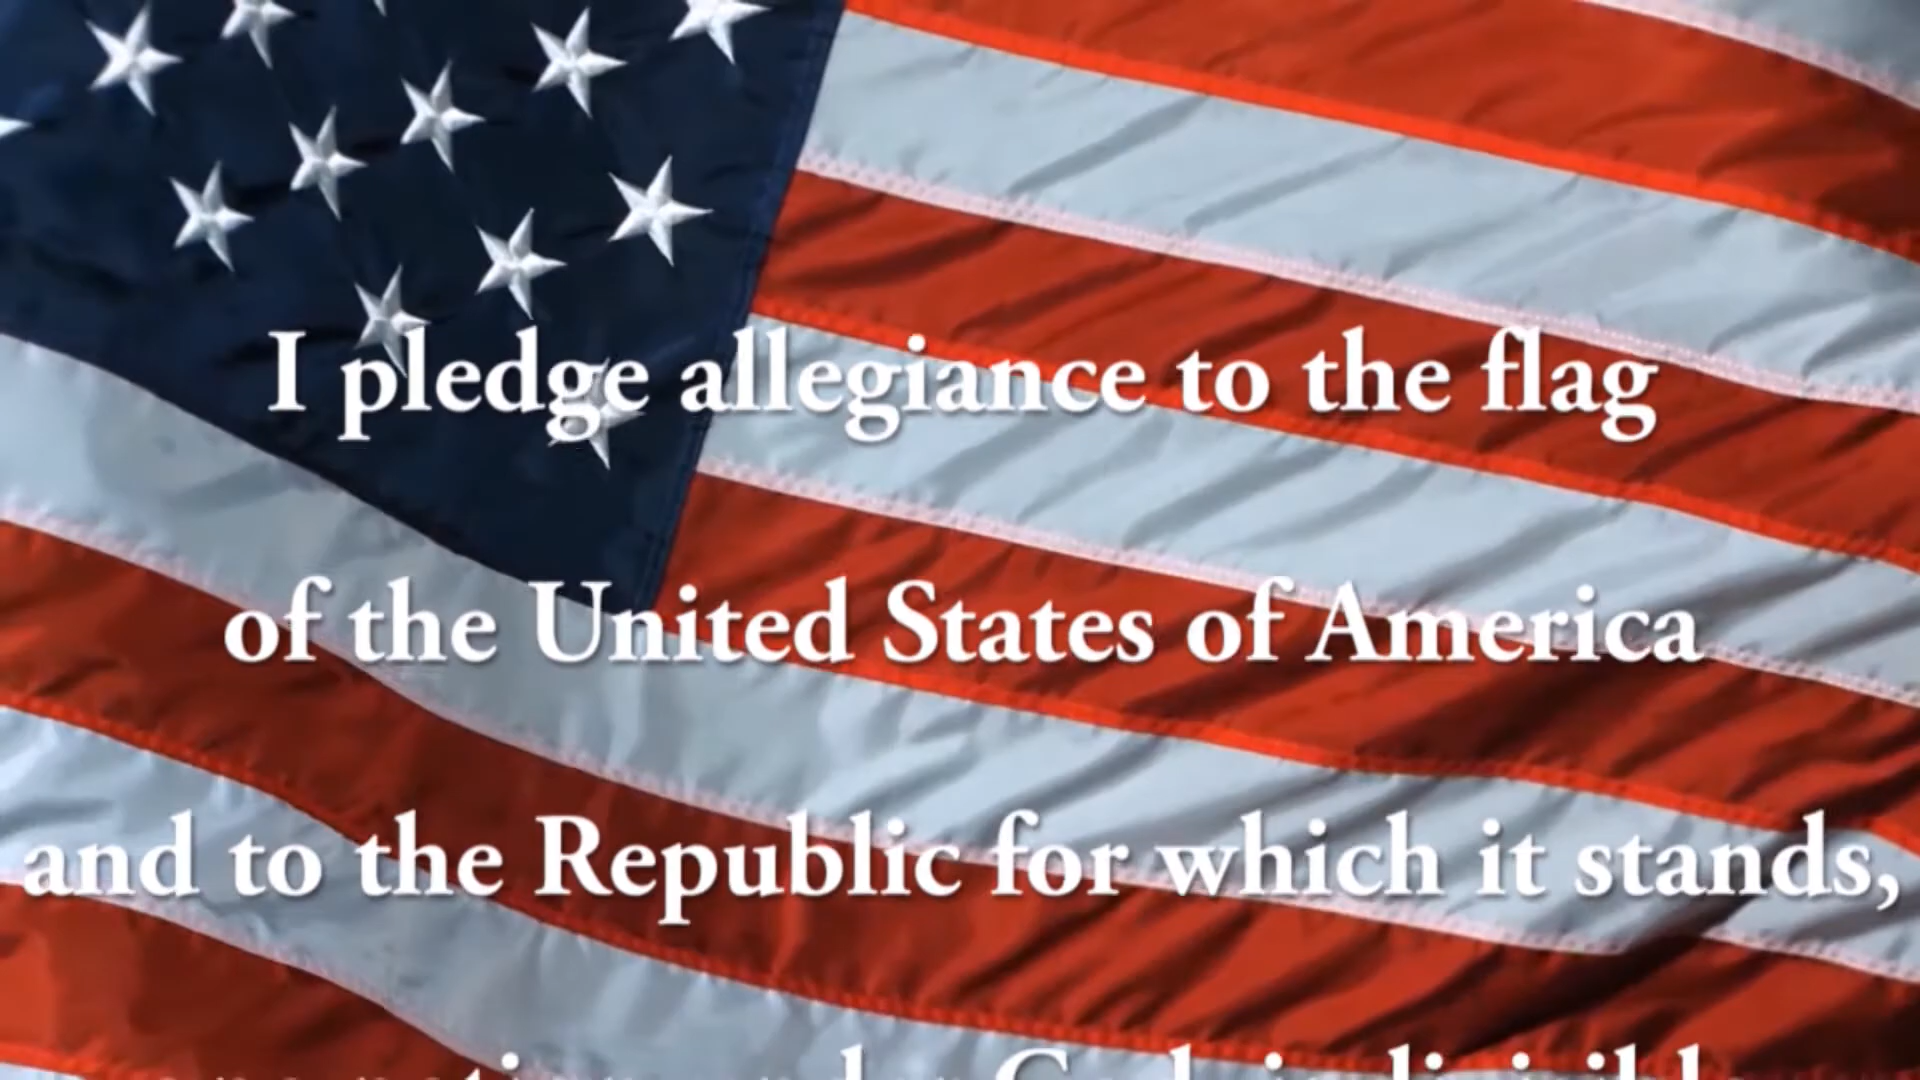 I pledge allegiance to the flag
of the United States of America
and to the Republic for which it stands,